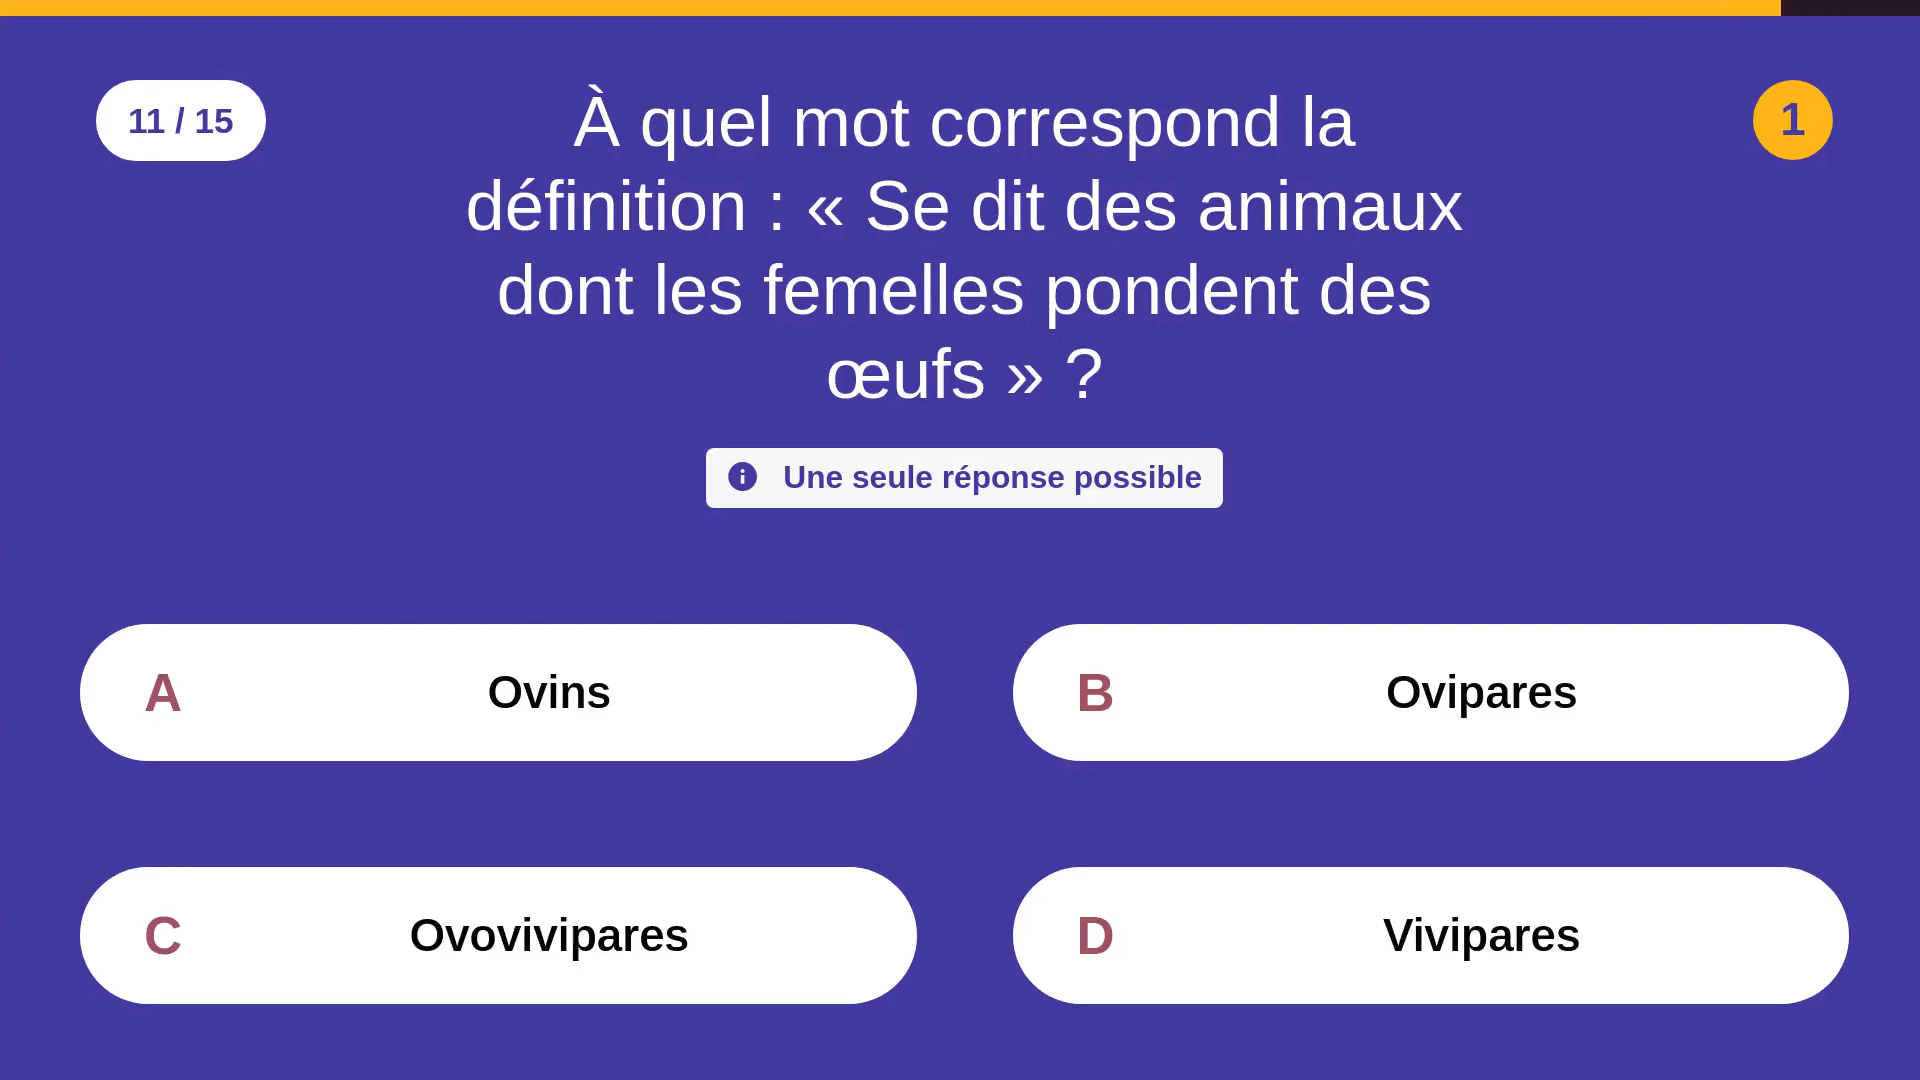 11 / 15
À quel mot correspond la
définition : « Se dit des animaux
dont les femelles pondent des
œufs » ?
1
Une seule réponse possible
A Ovins
B Ovipares
C Ovovivipares
D Vivipares